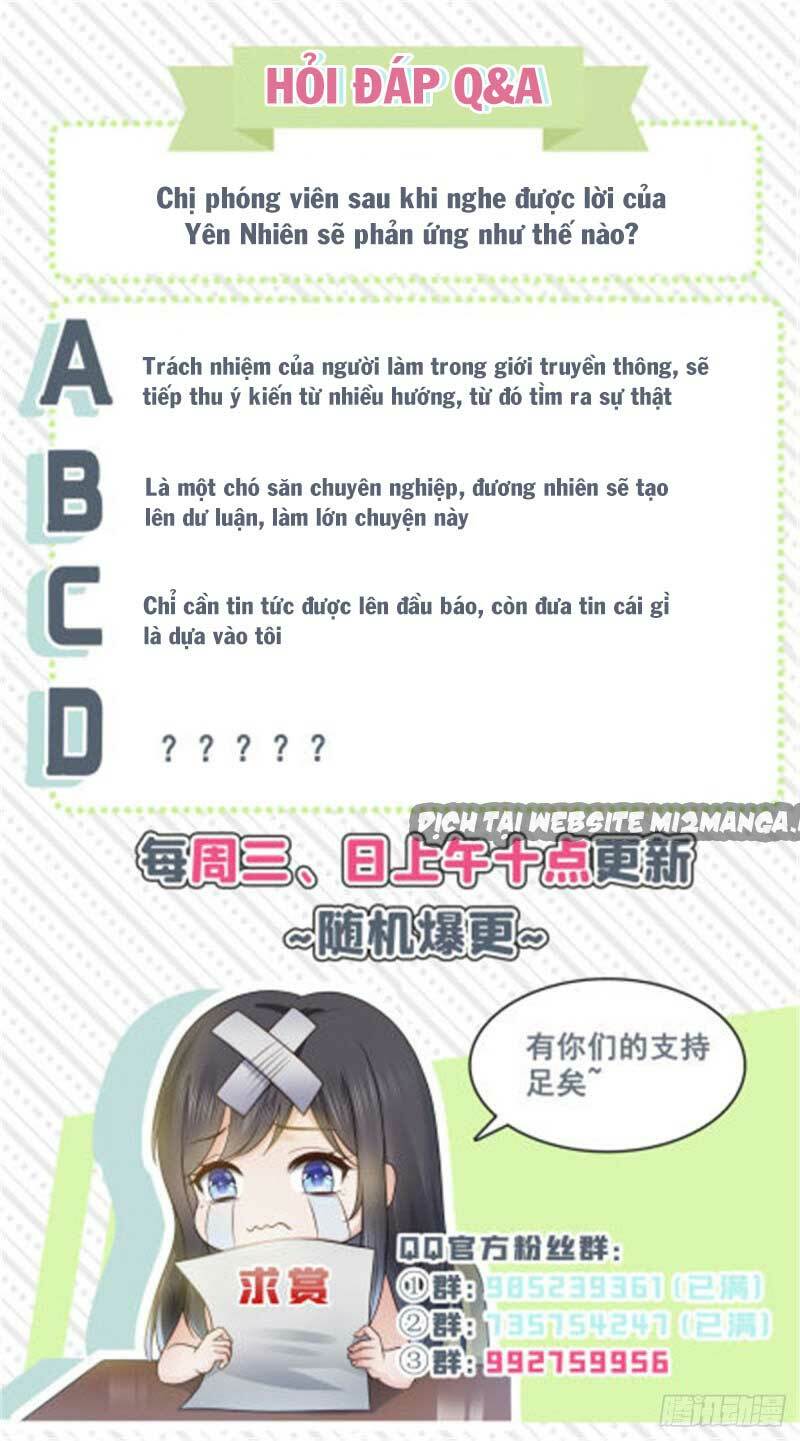 HỎI ĐÁP Q&A
Chị phóng viên sau khi nghe được lời của
Yên Nhiên sẽ phản ứng như thế nào?
A
Trách nhiệm của người làm trong giới truyền thông, sẽ
tiếp thu ý kiến từ nhiều hướng, từ đó tìm ra sự thật
B
Là một chó săn chuyên nghiệp, đương nhiên sẽ tạo
lên dư luận, làm lớn chuyện này
C
Chỉ cần tin tức được lên đầu báo, còn đưa tin cái gì
là dựa vào tôi
D
? ? ? ? ?
DỊCH TẠI WEBSITE MI2MANGA.
每周三、日上午十点更新
~随机爆更~
有你们的支持
足矣~
求赏
QQ官方粉丝群:
①群: 985239361(已满)
②群: 735754247(已满)
③群: 992759956
腾讯动漫